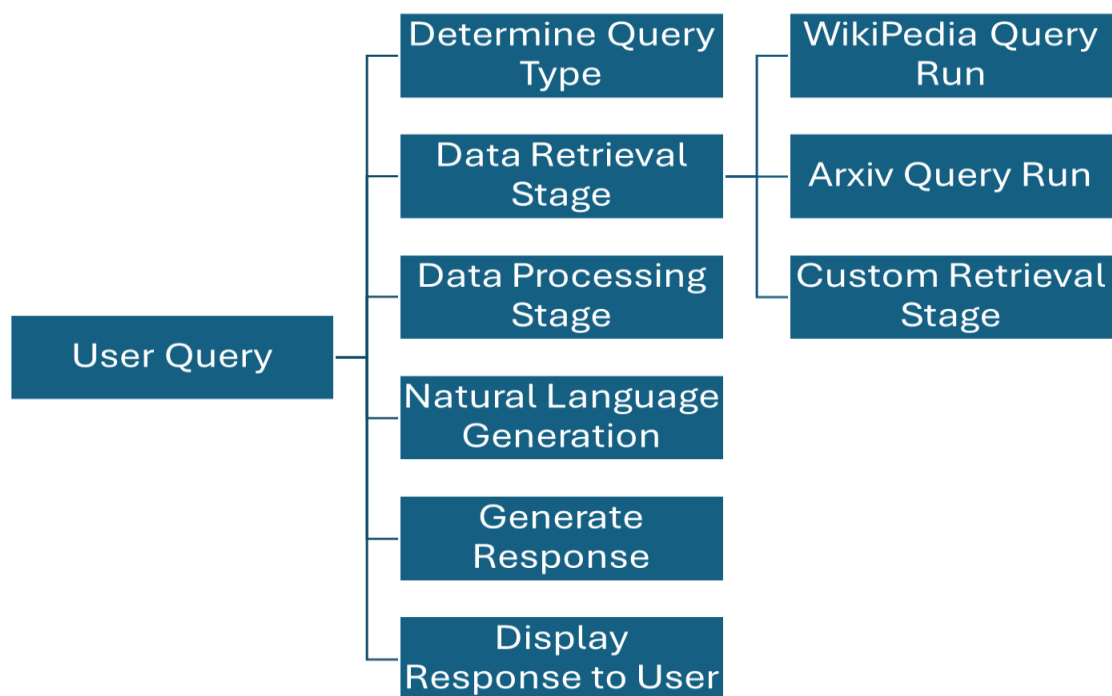 Determine Query
Type
WikiPedia Query
Run
Data Retrieval
Stage
Arxiv Query Run
Data Processing
Stage
Custom Retrieval
Stage
User Query
Natural Language
Generation
Generate
Response
Display
Response to User